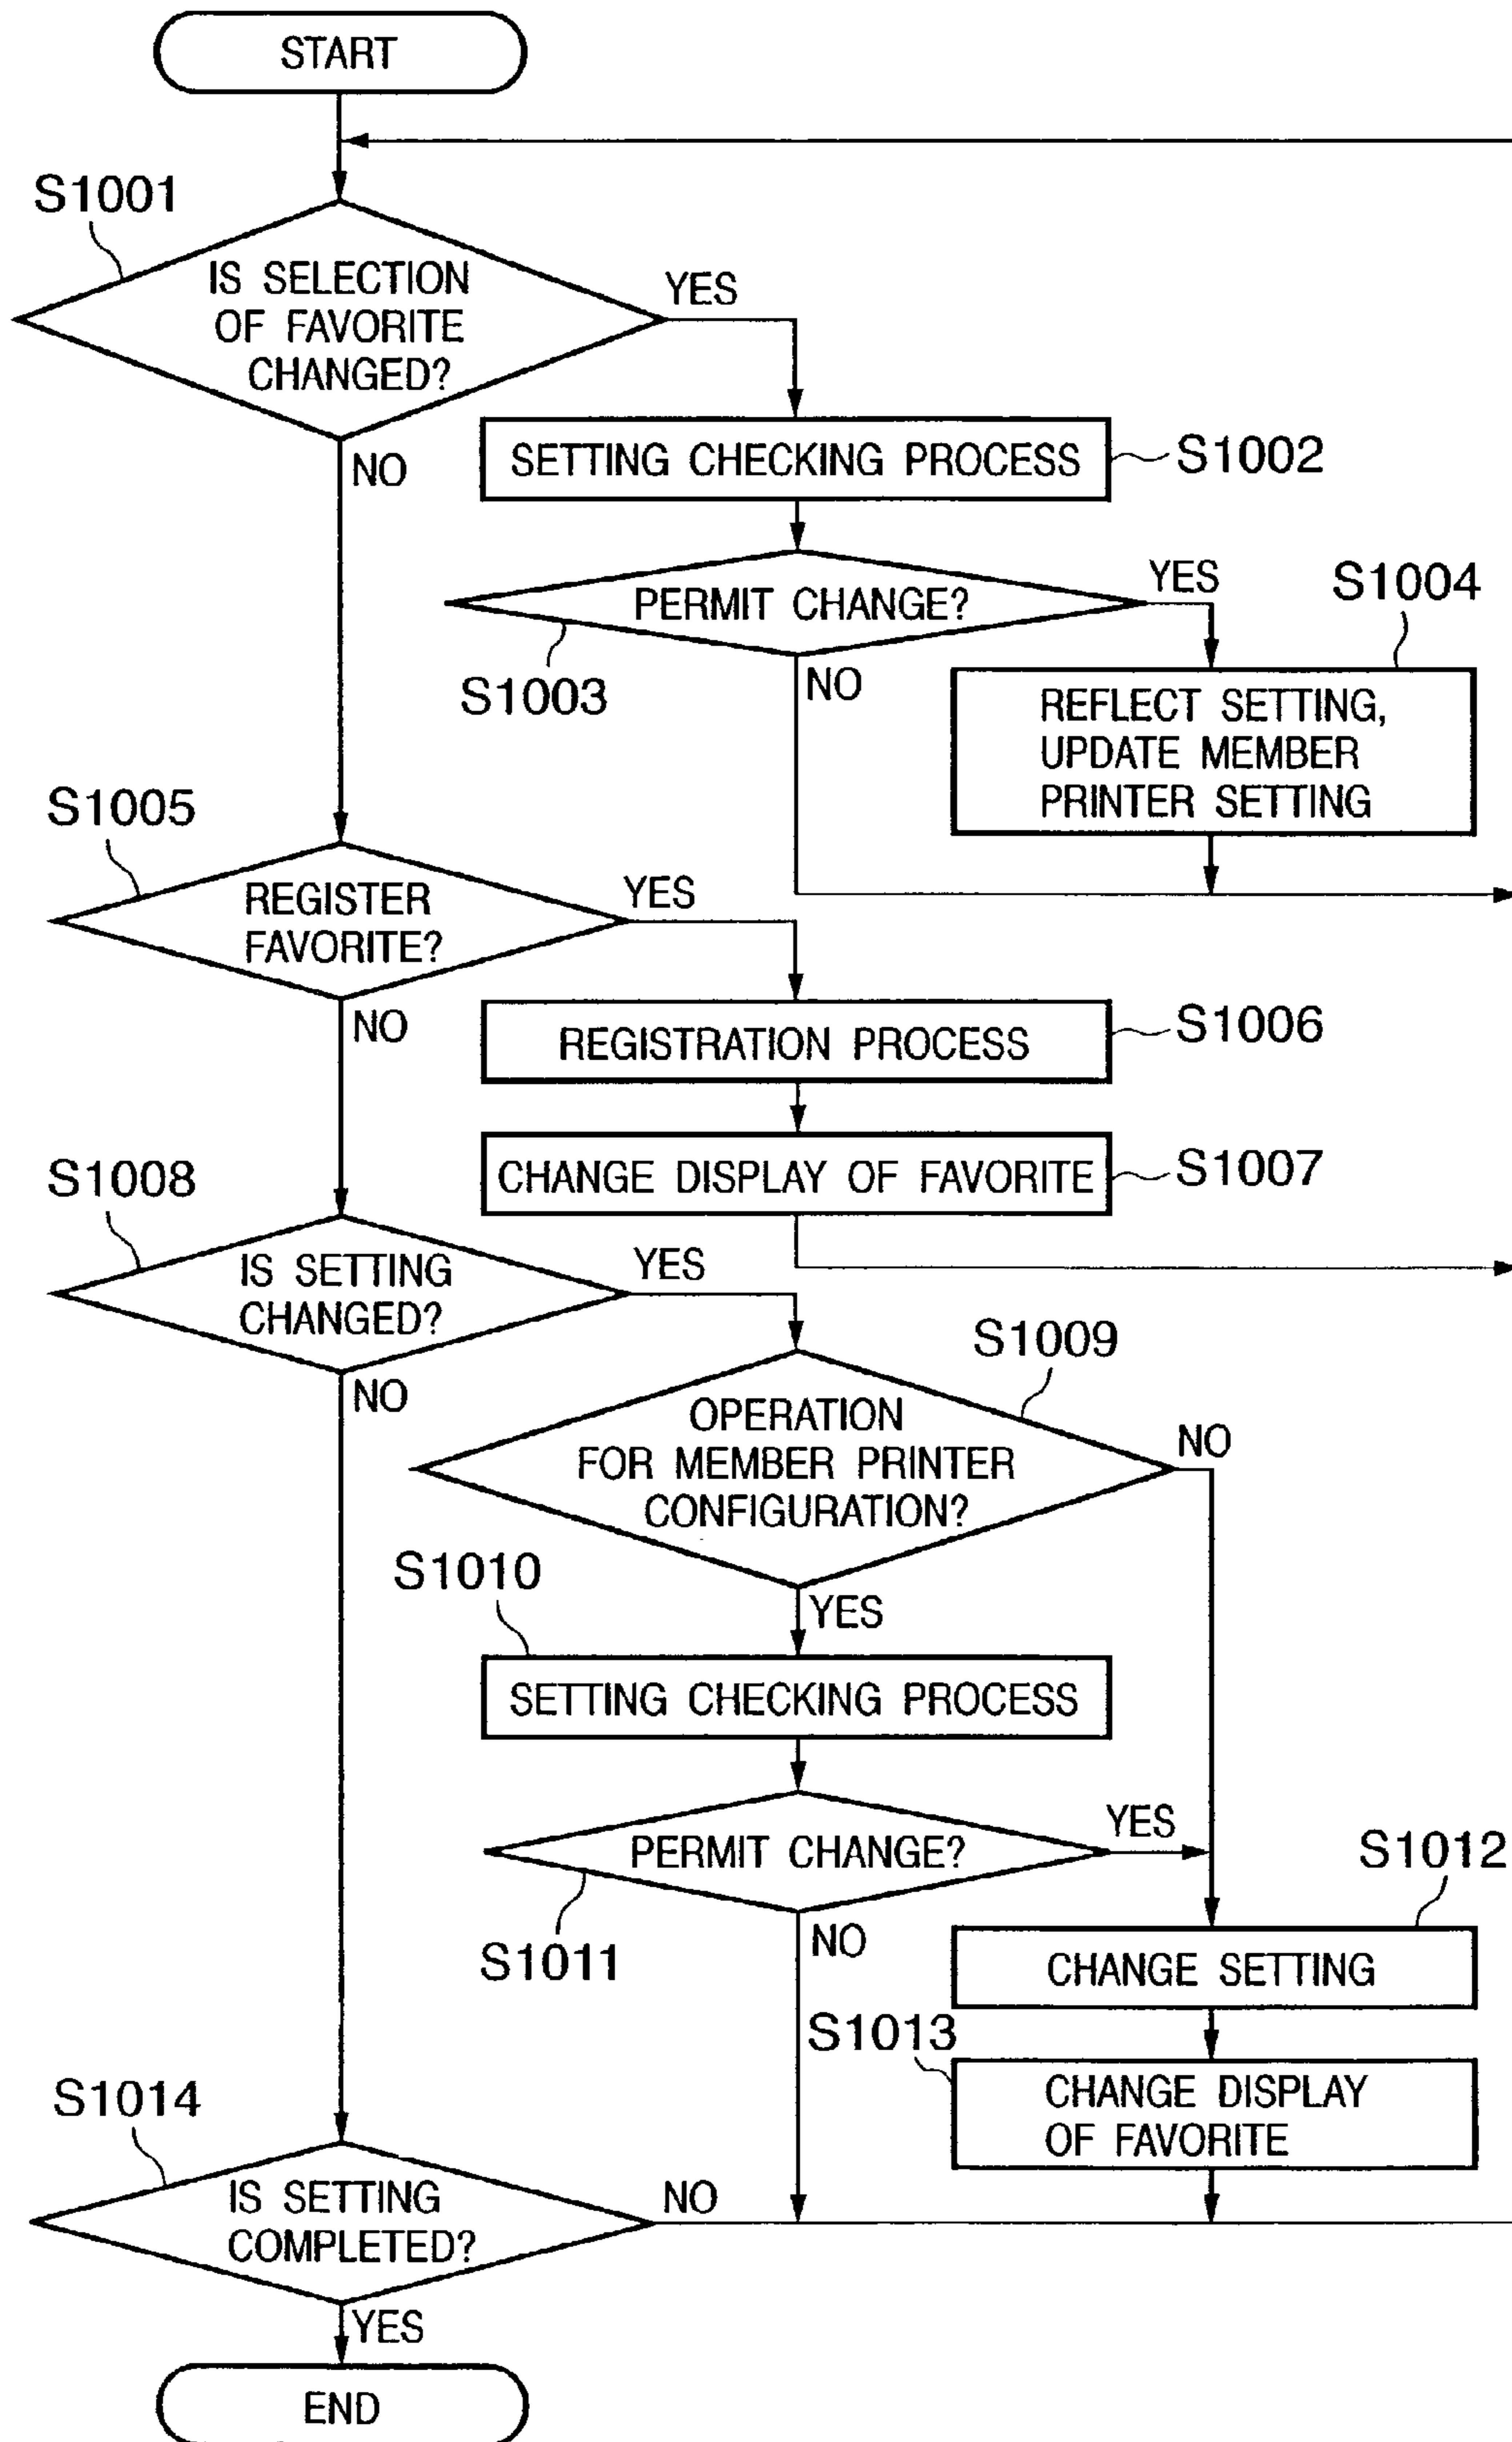 START
S1001
IS SELECTION
OF FAVORITE
CHANGED?
YES
NO
SETTING CHECKING PROCESS
S1002
PERMIT CHANGE?
YES
S1003
NO
S1004
REFLECT SETTING,
UPDATE MEMBER
PRINTER SETTING
S1005
REGISTER
FAVORITE?
YES
NO
REGISTRATION PROCESS
S1006
CHANGE DISPLAY OF FAVORITE
S1007
S1008
IS SETTING
CHANGED?
YES
NO
S1009
OPERATION
FOR MEMBER PRINTER
CONFIGURATION?
NO
YES
S1010
SETTING CHECKING PROCESS
PERMIT CHANGE?
YES
S1011
NO
S1012
CHANGE SETTING
S1013
CHANGE DISPLAY
OF FAVORITE
S1014
IS SETTING
COMPLETED?
NO
YES
END